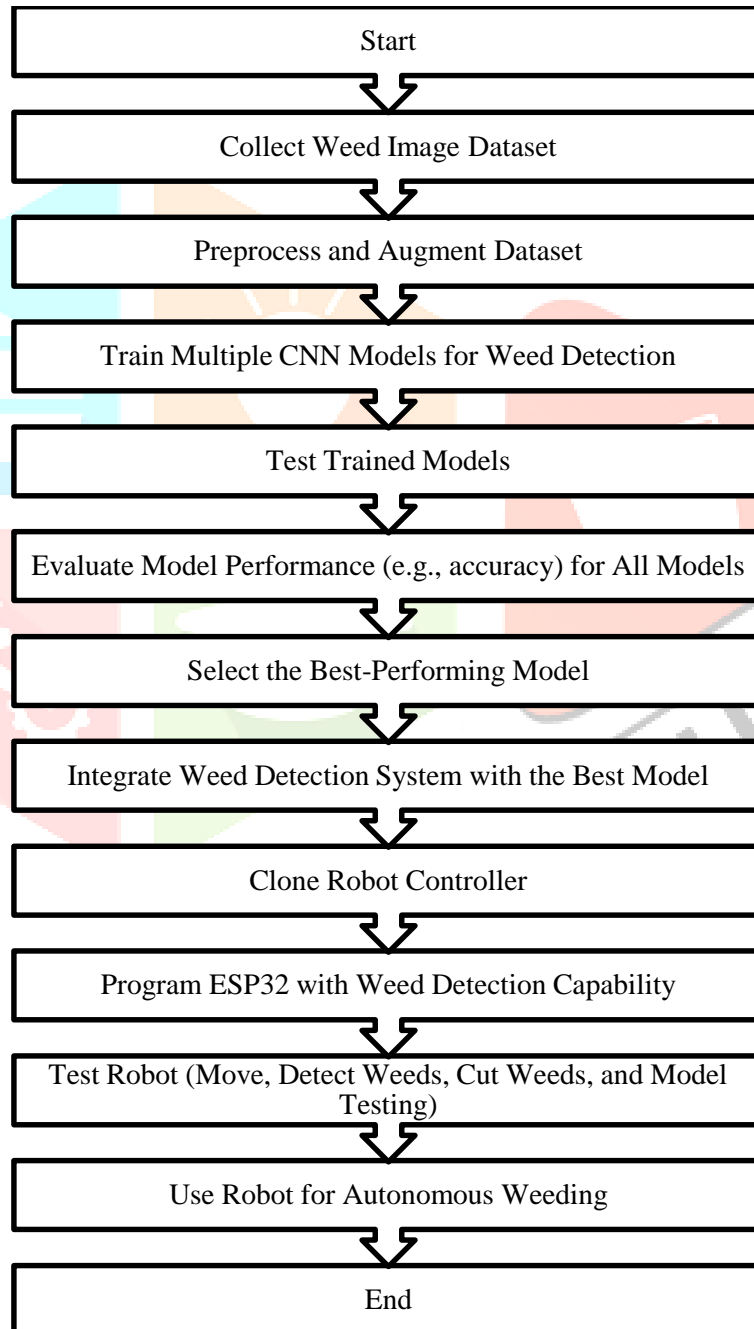 Start
Collect Weed Image Dataset
Preprocess and Augment Dataset
Train Multiple CNN Models for Weed Detection
Test Trained Models
Evaluate Model Performance (e.g., accuracy) for All Models
Select the Best-Performing Model
Integrate Weed Detection System with the Best Model
Clone Robot Controller
Program ESP32 with Weed Detection Capability
Test Robot (Move, Detect Weeds, Cut Weeds, and Model
Testing)
Use Robot for Autonomous Weeding
End